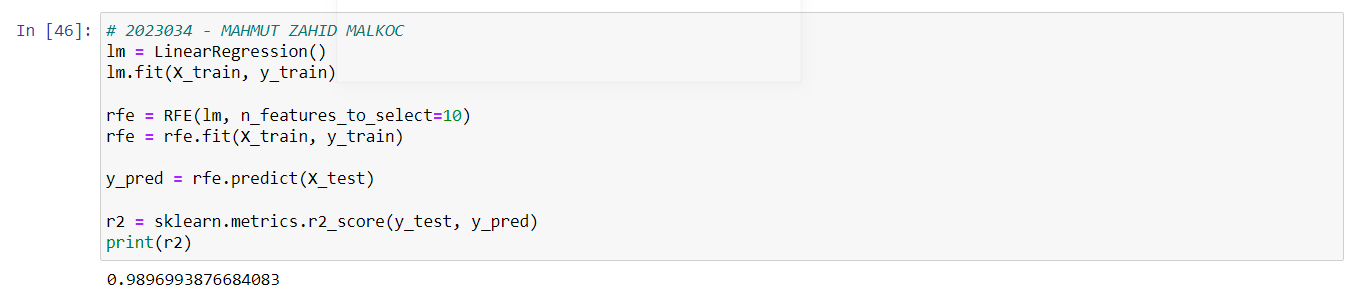 In [46]: # 2023034 - MAHMUT ZAHID MALKOC
lm = LinearRegression()
lm.fit(X_train, y_train)
rfe = RFE(lm, n_features_to_select=10)
rfe = rfe.fit(X_train, y_train)
y_pred = rfe.predict(X_test)
r2 = sklearn.metrics.r2_score(y_test, y_pred)
print(r2)
0.9896993876684083